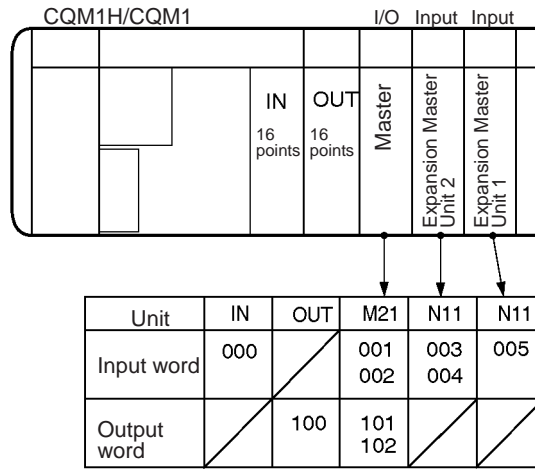 CQM1H/CQM1
I/O Input Input
IN
16
points
OUT
16
points
Master
Expansion Master
Unit 2
Expansion Master
Unit 1
Unit IN OUT M21 N11 N11
Input word 000 001 003 005
002 004
Output 100 101
word 102